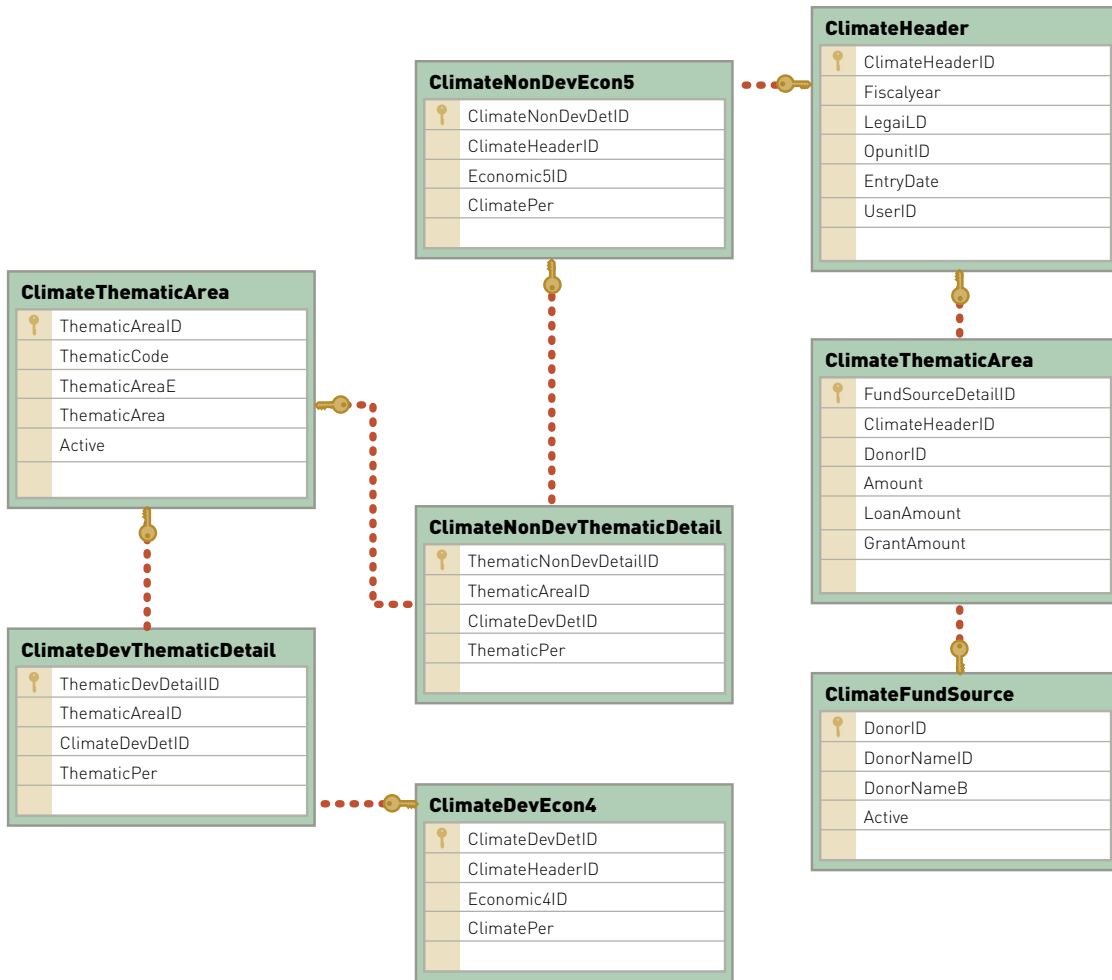 ClimateHeader
ClimateHeaderID
Fiscalyear
LegaiLD
OpunitID
EntryDate
UserID
ClimateNonDevEcon5
ClimateNonDevDetID
ClimateHeaderID
Economic5ID
ClimatePer
ClimateThematicArea
ThematicAreaID
ThematicCode
ThematicAreaE
ThematicArea
Active
ClimateThematicArea
FundSourceDetailID
ClimateHeaderID
DonorID
Amount
LoanAmount
GrantAmount
ClimateNonDevThematicDetail
ThematicNonDevDetailID
ThematicAreaID
ClimateDevDetID
ThematicPer
ClimateDevThematicDetail
ThematicDevDetailID
ThematicAreaID
ClimateDevDetID
ThematicPer
ClimateFundSource
DonorID
DonorNameID
DonorNameB
Active
ClimateDevEcon4
ClimateDevDetID
ClimateHeaderID
Economic4ID
ClimatePer